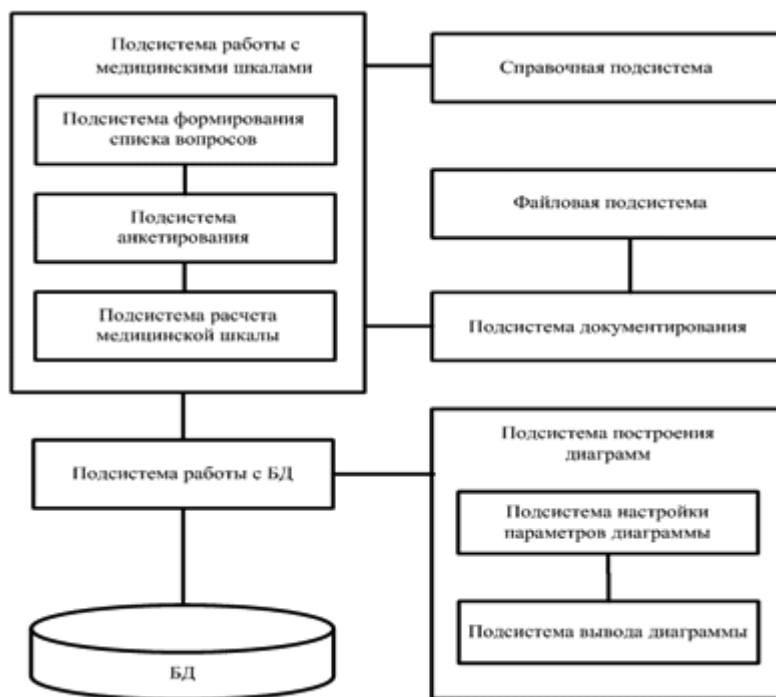 Подсистема работы с
медицинскими шкалами
Подсистема формирования
списка вопросов
Подсистема
анкетирования
Подсистема расчета
медицинской шкалы
Справочная подсистема
Файловая подсистема
Подсистема документирования
Подсистема работы с БД
БД
Подсистема построения
диаграмм
Подсистема настройки
параметров диаграммы
Подсистема вывода диаграммы